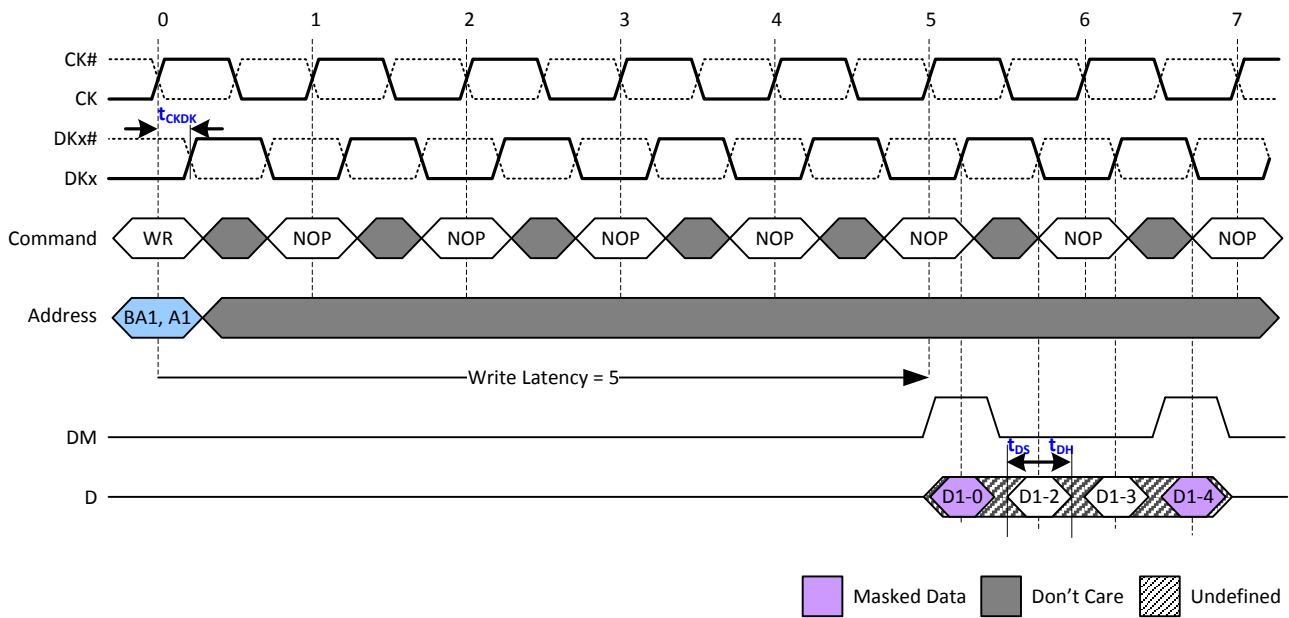 0 1 2 3 4 5 6 7
CK#
CK
tCKDK
DKx#
DKx
Command WR NOP NOP NOP NOP NOP NOP NOP
Address BA1, A1
Write Latency = 5
DM
tDS tDH
D D1-0 D1-2 D1-3 D1-4
Masked Data Don't Care Undefined